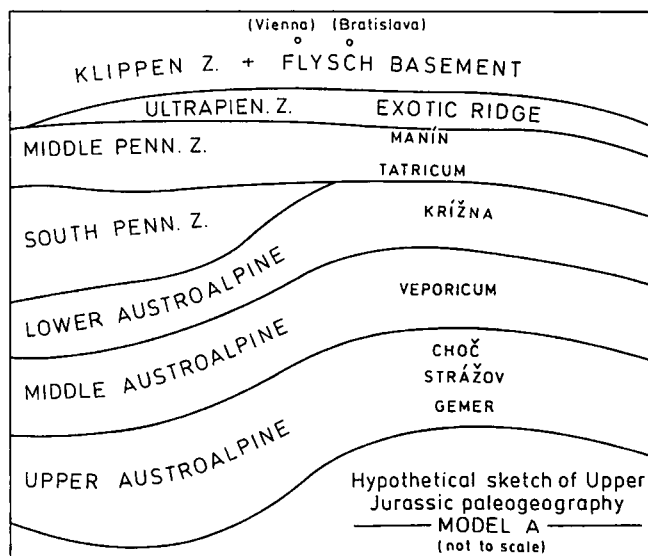 (Vienna) (Bratislava)
KLIPPEN Z. + FLYSCH BASEMENT
ULTRAPIEN. Z. EXOTIC RIDGE
MIDDLE PENN. Z. MANÍN
TATRICUM
SOUTH PENN. Z. KRÍŽNA
LOWER AUSTROALPINE
VEPORICUM
MIDDLE AUSTROALPINE
CHOČ
STRÁŽOV
GEMER
UPPER AUSTROALPINE
Hypothetical sketch of Upper
Jurassic paleogeography
MODEL A
(not to scale)